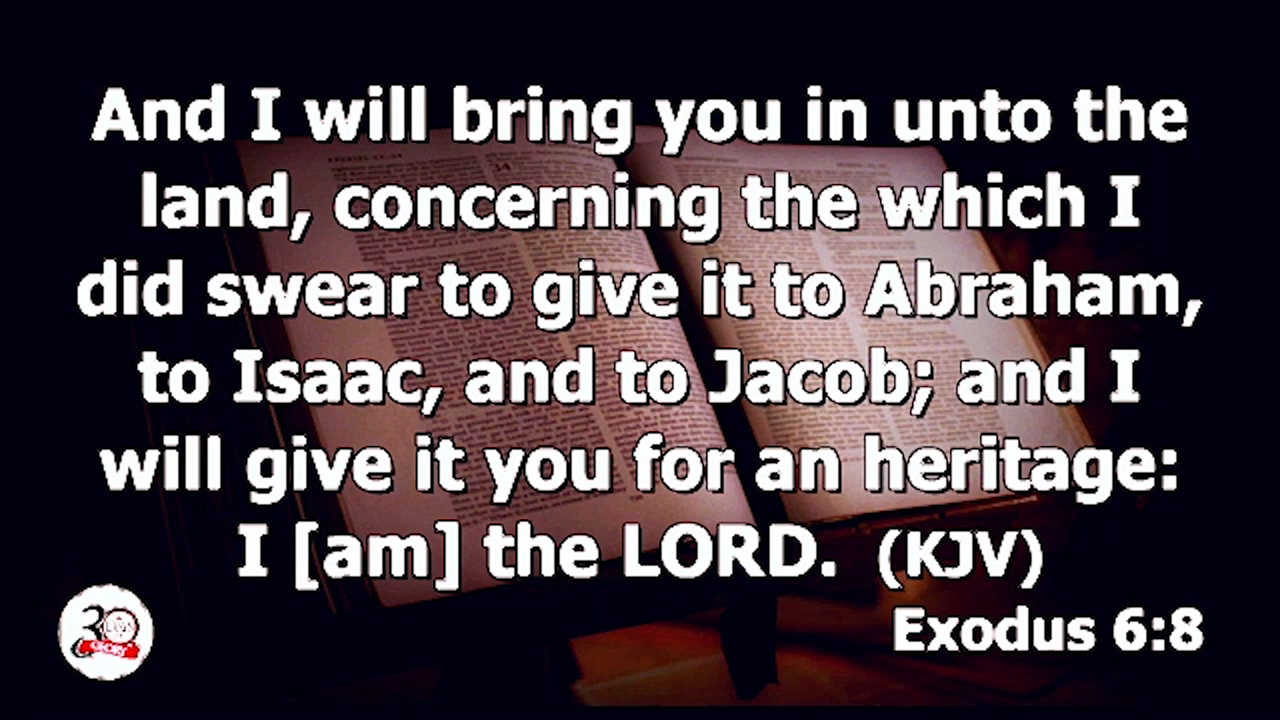 And I will bring you in unto the
land, concerning the which I
did swear to give it to Abraham,
to Isaac, and to Jacob; and I
will give it you for an heritage:
I [am] the LORD. (KJV)
Exodus 6:8
30
GLORY